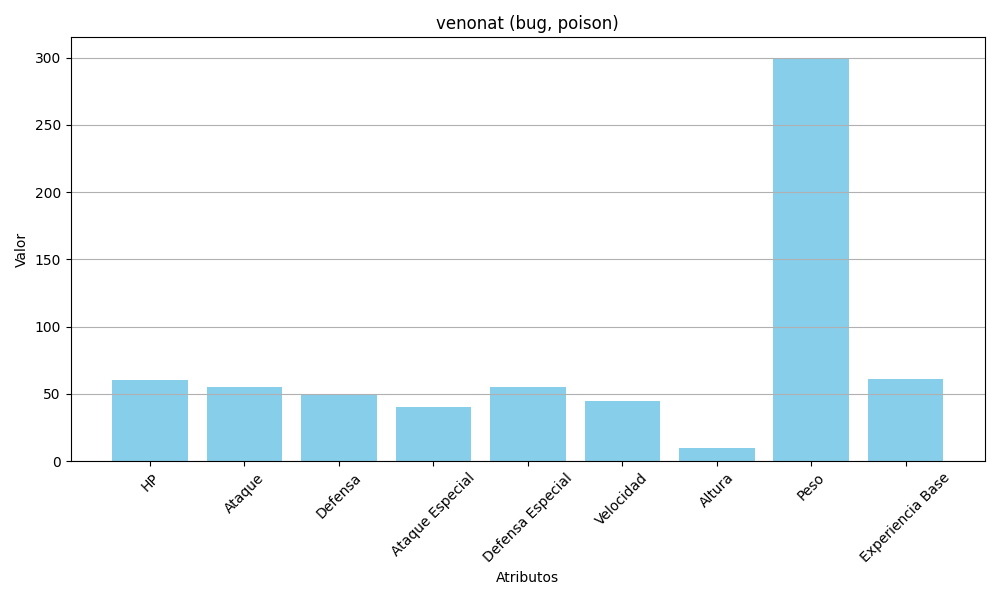 venonat (bug, poison)
Valor
300
250
200
150
100
50
0
HP
Ataque
Defensa
Ataque Especial
Defensa Especial
Velocidad
Altura
Peso
Experiencia Base
Atributos